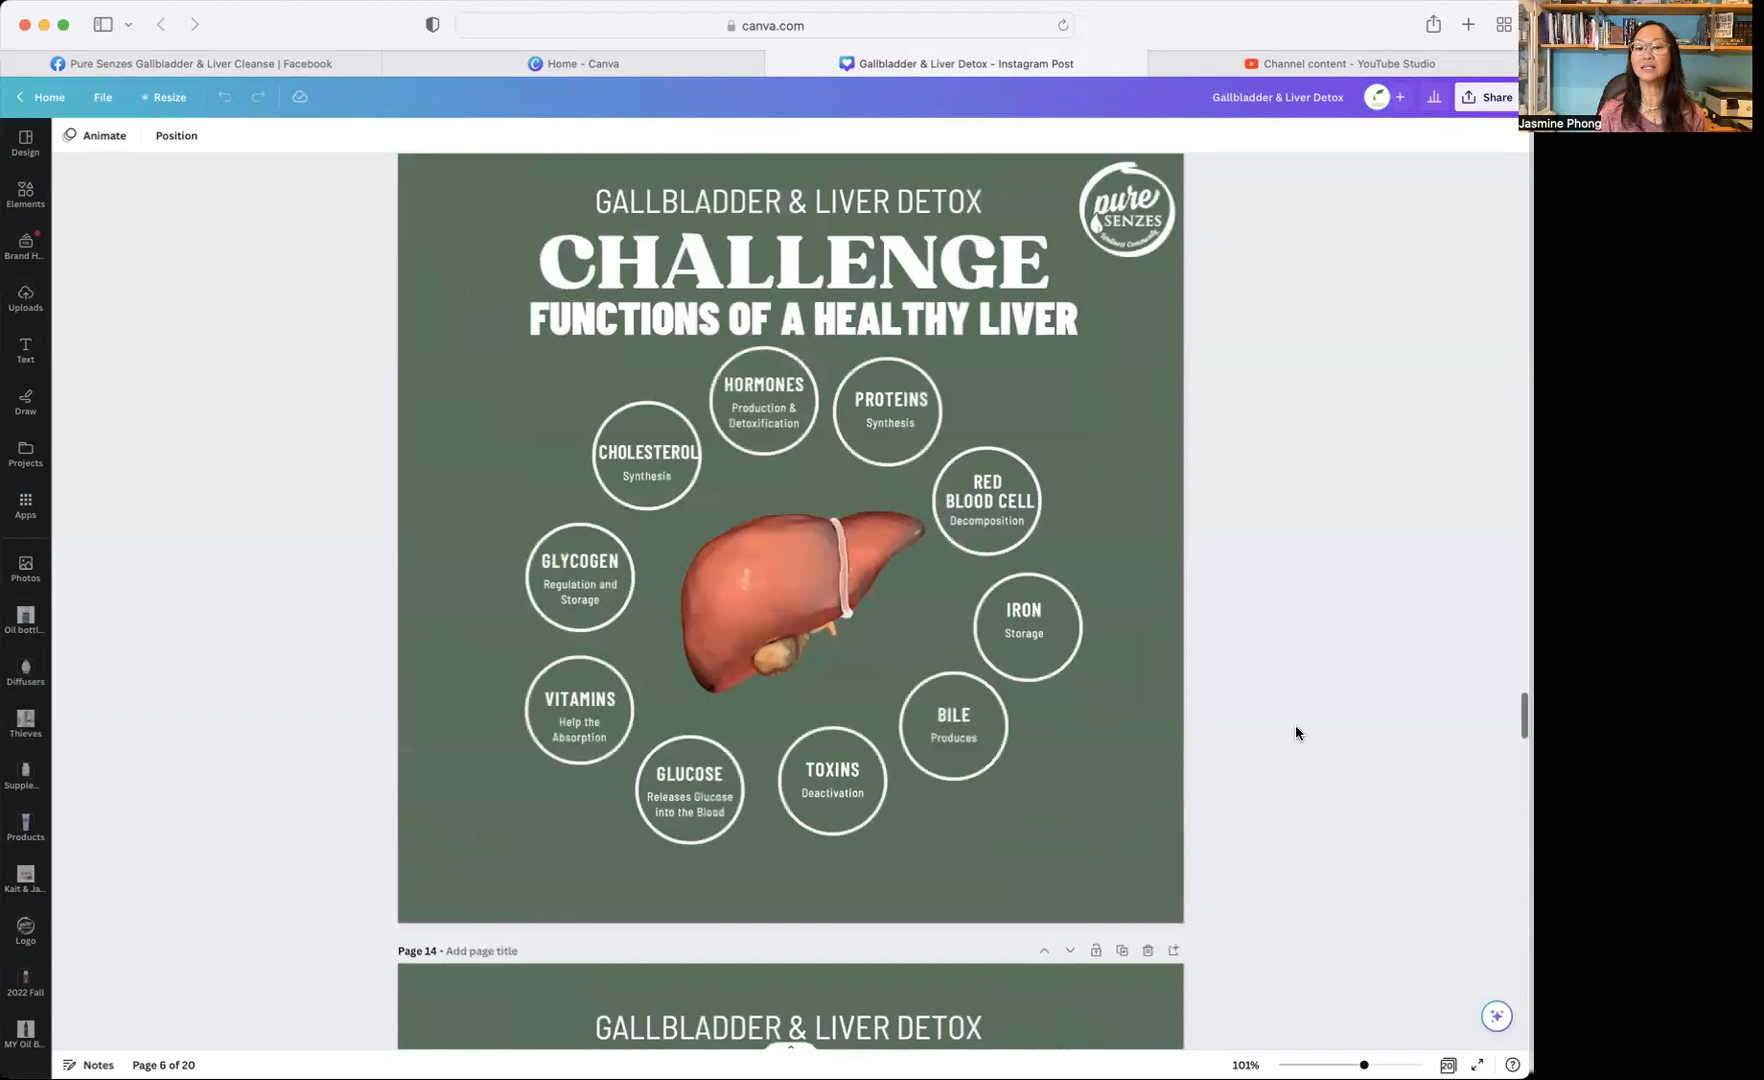 canva.com
Pure Senzes Gallbladder & Liver Cleanse | Facebook
Home - Canva
Gallbladder & Liver Detox - Instagram Post
Channel content - YouTube Studio
Home
File
Resize
Gallbladder & Liver Detox
Share
Jasmine Phong
Animate
Position
Design
Elements
Brand H...
Uploads
Text
Draw
Projects
Apps
Photos
Oil bottl...
Diffusers
Thieves
Supple...
Products
Kait & Ja...
Logo
2022 Fall
MY Oil B...
GALLBLADDER & LIVER DETOX
pure
SENZES
CHALLENGE
FUNCTIONS OF A HEALTHY LIVER
HORMONES
Production &
Detoxification
PROTEINS
Synthesis
CHOLESTEROL
Synthesis
RED
BLOOD CELL
Decomposition
GLYCOGEN
Regulation and
Storage
IRON
Storage
VITAMINS
Help the
Absorption
BILE
Produces
GLUCOSE
Releases Glucose
into the Blood
TOXINS
Deactivation
Page 14 - Add page title
GALLBLADDER & LIVER DETOX
Notes
Page 6 of 20
101%
20